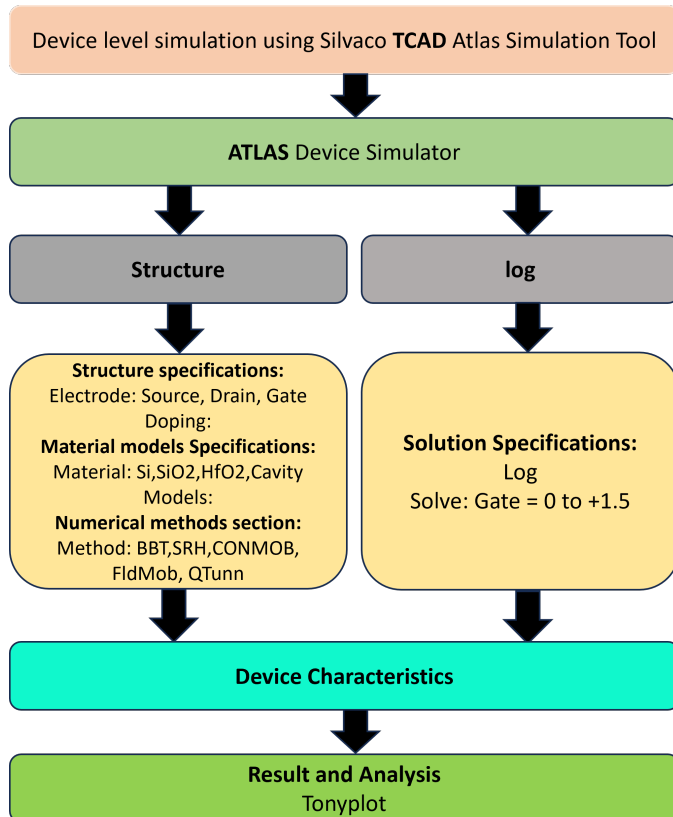 Device level simulation using Silvaco TCAD Atlas Simulation Tool
ATLAS Device Simulator
Structure
log
Structure specifications:
Electrode: Source, Drain, Gate
Doping:
Material models Specifications:
Material: Si,SiO2,HfO2,Cavity
Models:
Numerical methods section:
Method: BBT,SRH,CONMOB,
FldMob, QTunn
Solution Specifications:
Log
Solve: Gate = 0 to +1.5
Device Characteristics
Result and Analysis
Tonyplot